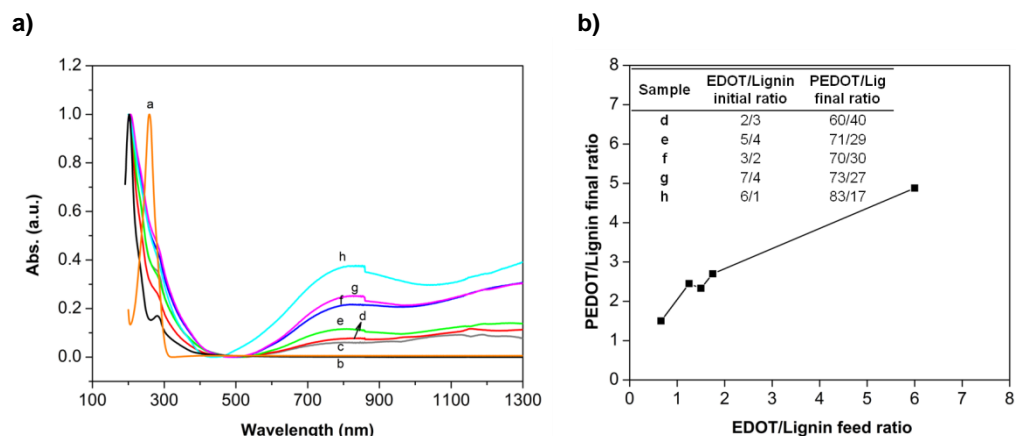 a)
1.2
1.0
0.8
0.6
0.4
0.2
0.0
Abs. (a.u.)
100 300 500 700 900 1100 1300
Wavelength (nm)
a
h
g
f
d
e
c
b
b)
8
7
6
5
4
3
2
1
0
PEDOT/Lignin final ratio
0 1 2 3 4 5 6 7 8
EDOT/Lignin feed ratio
Sample EDOT/Lignin initial ratio PEDOT/Lig final ratio
d 2/3 60/40
e 5/4 71/29
f 3/2 70/30
g 7/4 73/27
h 6/1 83/17